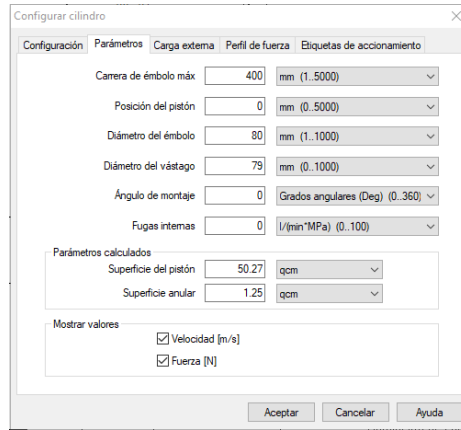 Configurar cilindro
Configuración Parámetros Carga externa Perfil de fuerza Etiquetas de accionamiento
Carrera de émbolo máx 400 mm (1..5000)
Posición del pistón 0 mm (0..5000)
Diámetro del émbolo 80 mm (1..1000)
Diámetro del vástago 79 mm (0..1000)
Ángulo de montaje 0 Grados angulares (Deg) (0..360)
Fugas internas 0 l/(min*MPa) (0..100)
Parámetros calculados
Superficie del pistón 50.27 qcm
Superficie anular 1.25 qcm
Mostrar valores
Velocidad [m/s]
Fuerza [N]
Aceptar Cancelar Ayuda